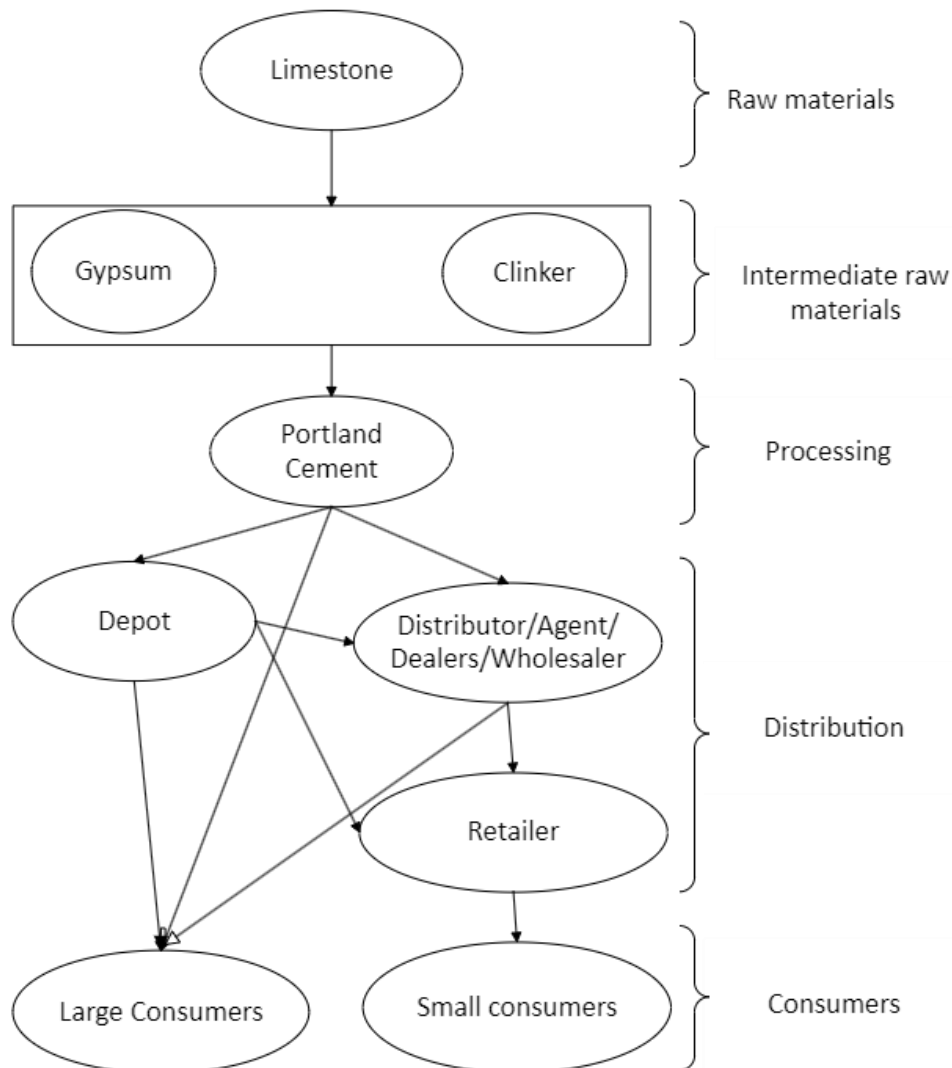 Limestone
Raw materials
Gypsum
Clinker
Intermediate raw
materials
Portland
Cement
Processing
Depot
Distributor/Agent/
Dealers/Wholesaler
Distribution
Retailer
Large Consumers
Small consumers
Consumers